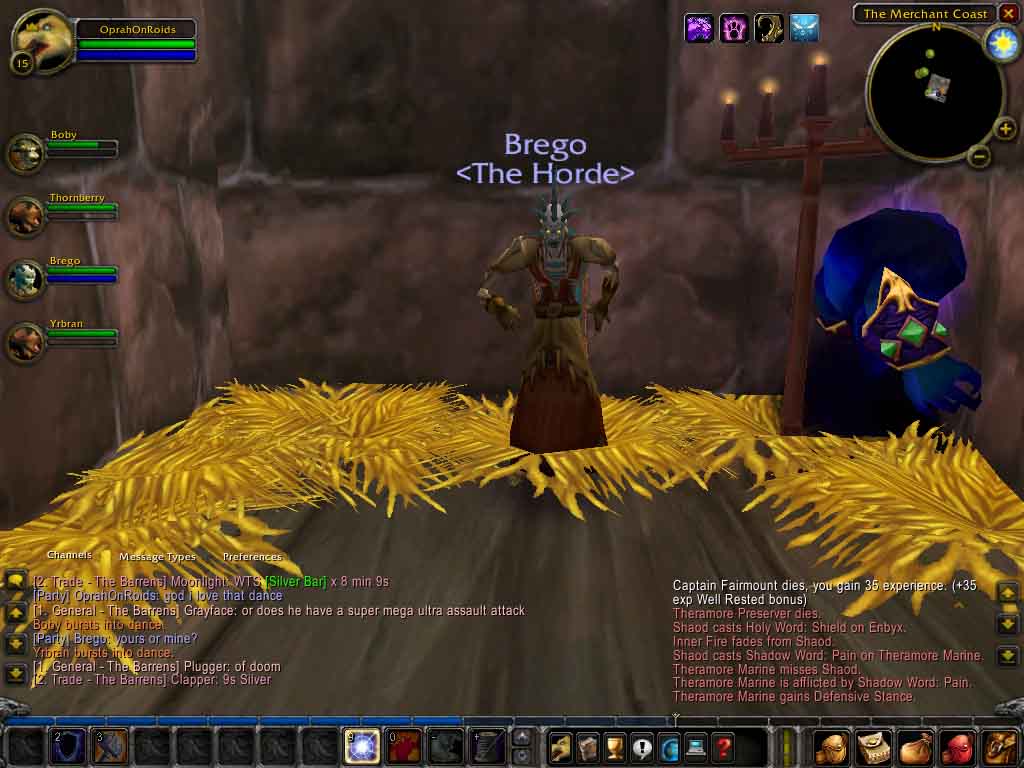 OprahOnRoids
15
The Merchant Coast
N
Boby
Thornberry
Brego
Yrbran
Brego
<The Horde>
Channels Message Types Preferences
[2. Trade - The Barrens] Moonlight: WTS [Silver Bar] x 8 min 9s
[Party] OprahOnRoids: god i love that dance
[1. General - The Barrens] Grayface: or does he have a super mega ultra assault attack
Boby bursts into dance.
[Party] Brego: yours or mine?
Yrbran bursts into dance.
[1. General - The Barrens] Plugger: of doom
[2. Trade - The Barrens] Clapper: 9s Silver
Captain Fairmount dies, you gain 35 experience. (+35
exp Well Rested bonus)
Theramore Preserver dies.
Shaod casts Holy Word: Shield on Enbyx.
Inner Fire fades from Shaod.
Shaod casts Shadow Word: Pain on Theramore Marine.
Theramore Marine misses Shaod.
Theramore Marine is afflicted by Shadow Word: Pain.
Theramore Marine gains Defensive Stance.
2 3 9 0 - +